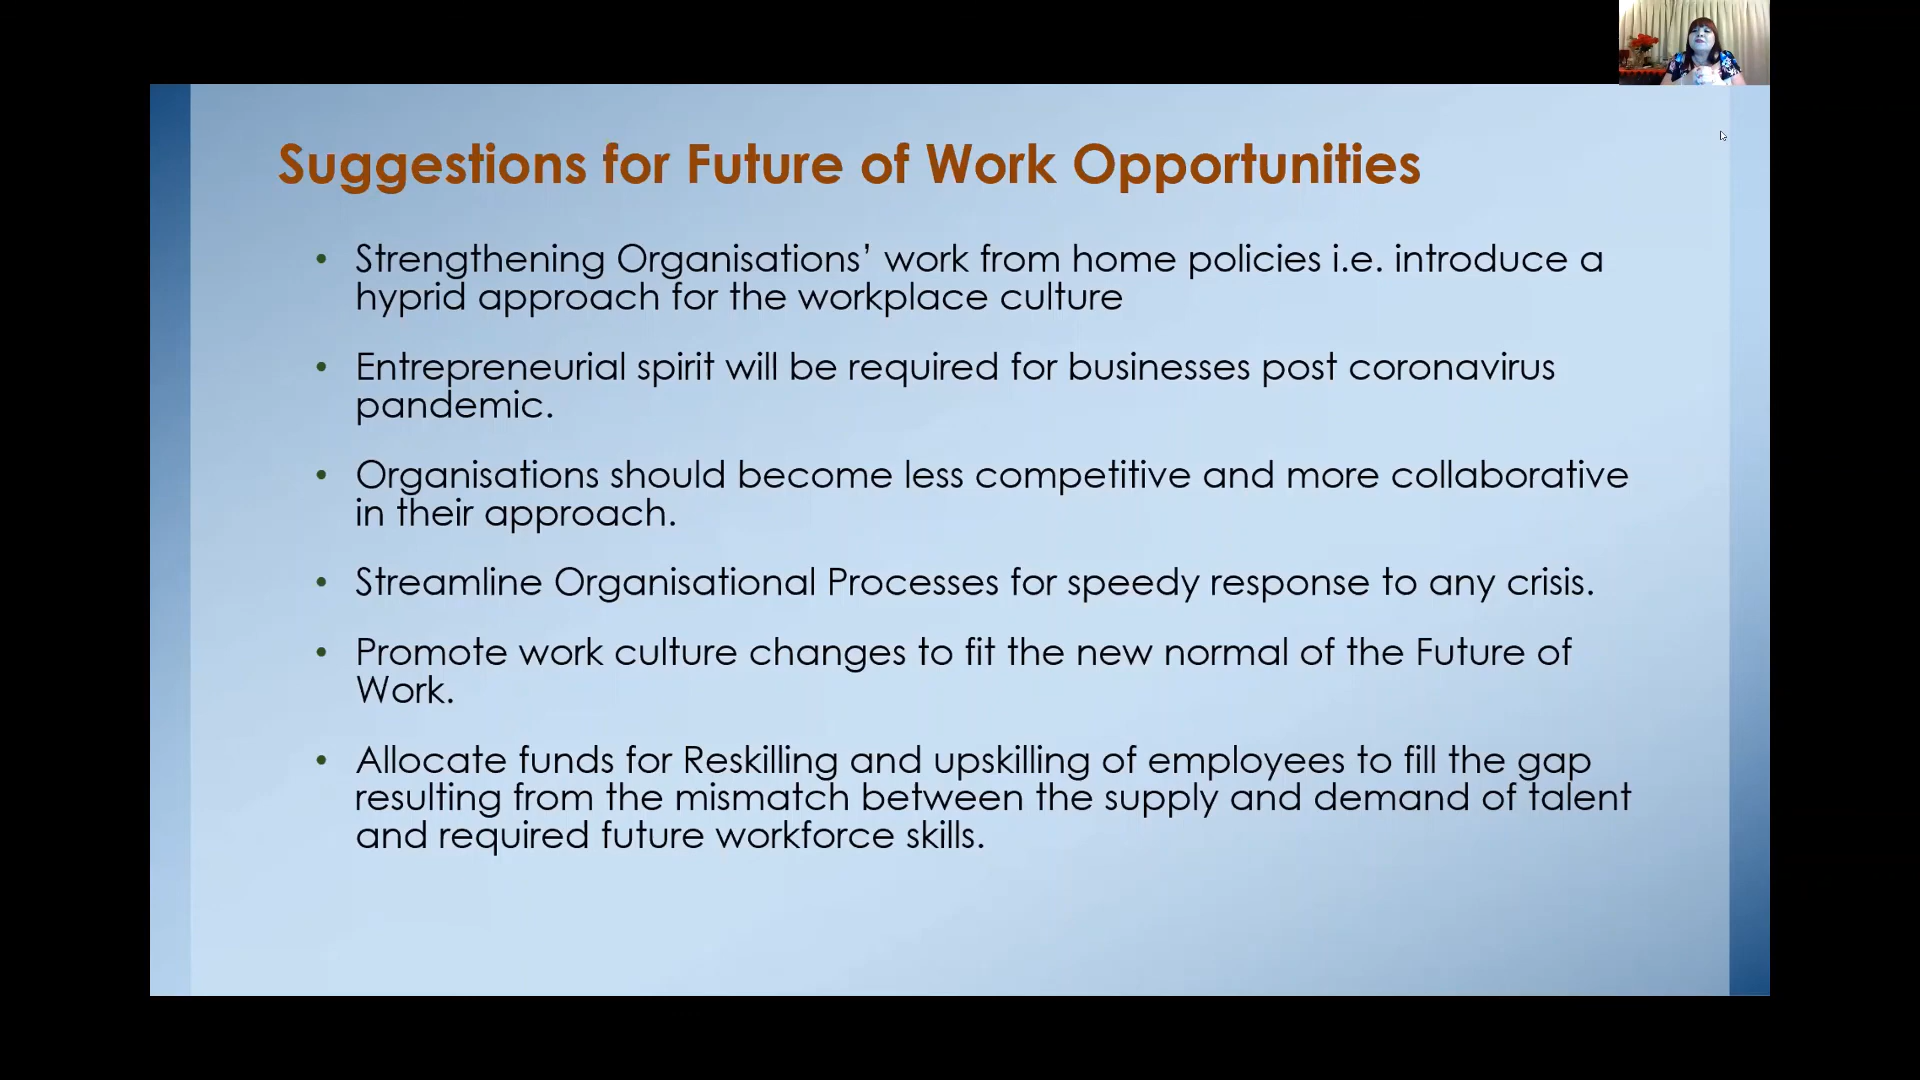 Suggestions for Future of Work Opportunities
• Strengthening Organisations’ work from home policies i.e. introduce a
hyprid approach for the workplace culture
• Entrepreneurial spirit will be required for businesses post coronavirus
pandemic.
• Organisations should become less competitive and more collaborative
in their approach.
• Streamline Organisational Processes for speedy response to any crisis.
• Promote work culture changes to fit the new normal of the Future of
Work.
• Allocate funds for Reskilling and upskilling of employees to fill the gap
resulting from the mismatch between the supply and demand of talent
and required future workforce skills.